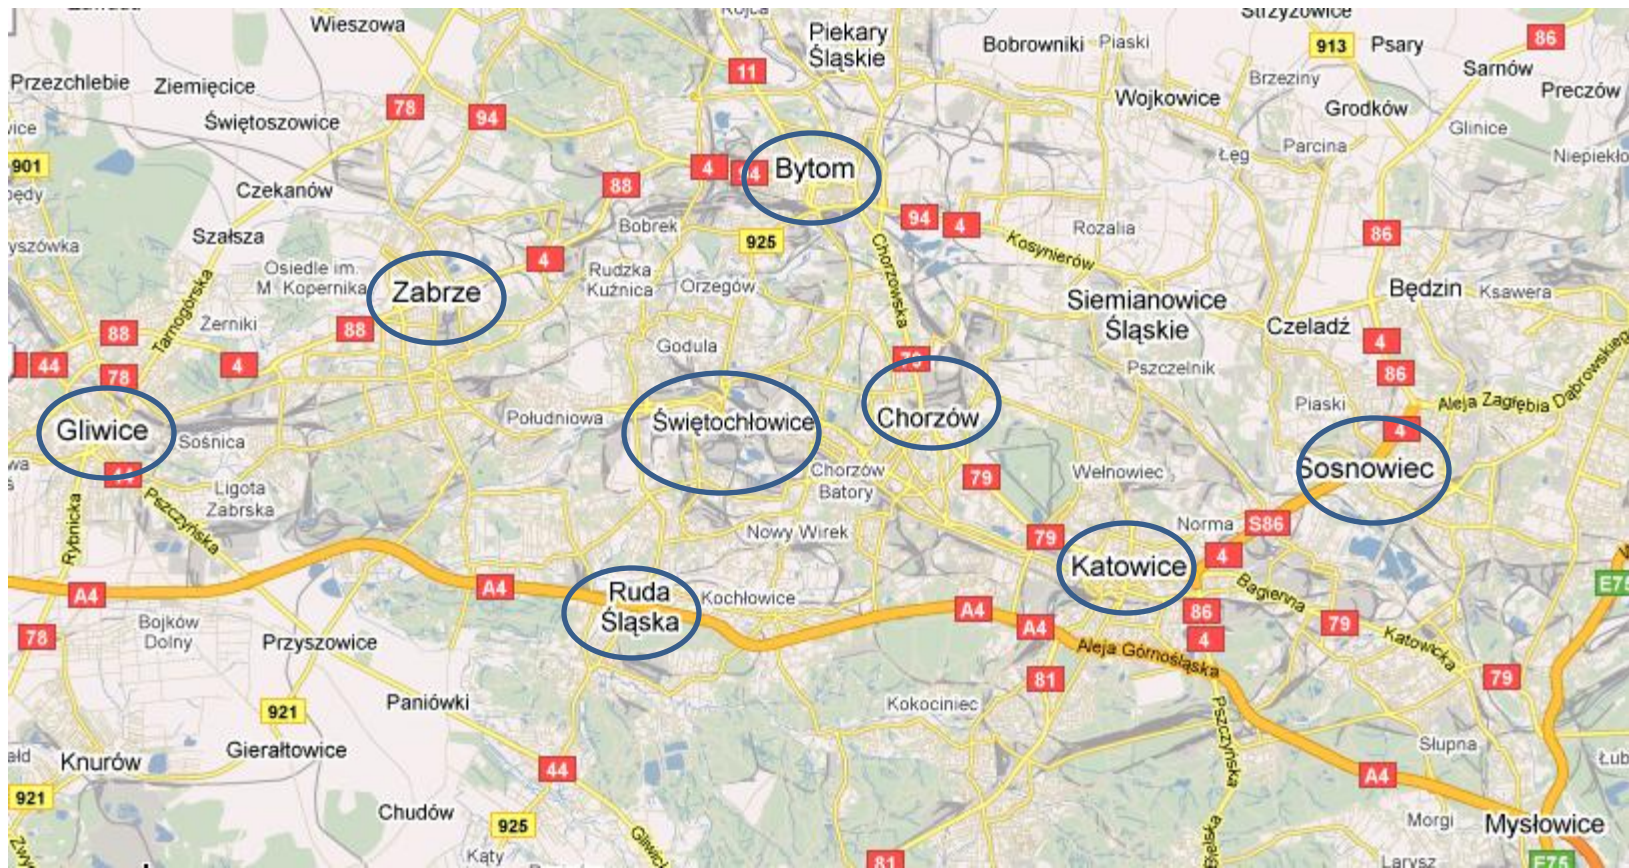 Wieszowa
Piekary
Śląskie
Bobrowniki
Piaski
913
Psary
86
11
Przezchlebie
Ziemięcice
Sarnów
Brzeziny
Preczów
78
94
Wojkowice
Grodków
Świętoszowice
Glinice
901
4
94
Bytom
Łęg
Parcina
Czekanów
88
94
4
Bobrek
925
Rozalia
86
Szałsza
Chorzowska
Kosynierów
Osiedle im.
M. Kopernika
4
Rudzka
Kuźnica
Orzegów
Zabrze
Siemianowice
Śląskie
Będzin
Ksawera
Tarnogórska
Żerniki
88
88
Czeladź
4
44
78
4
Godula
79
Pszczelnik
86
Gliwice
Sośnica
Południowa
Świętochłowice
Chorzów
Piaski
Aleja Zagłębia Dąbrowskiego
4
44
Ligota
Zabrska
Chorzów
Batory
79
Wełnowiec
Sosnowiec
Rybnicka
Pszczyńska
Nowy Wirek
79
Norma
S86
4
A4
A4
Ruda
Śląska
Kochłowice
A4
Katowice
Bagienna
E75
78
Bojków
Dolny
Przyszowice
A4
86
4
79
Katowicka
Aleja Górnośląska
81
79
Paniówki
Kokociniec
921
Gierałtowice
Pszczyńska
Knurów
44
Słupna
A4
921
Chudów
925
Morgi
Mysłowice
Kąty
81
Larysz
E75